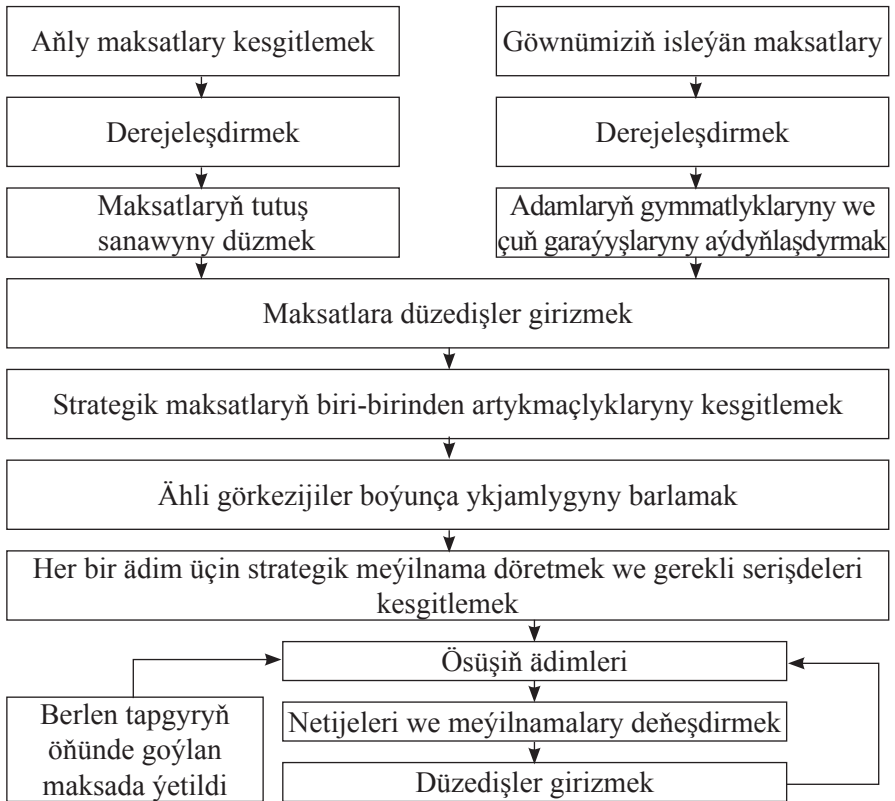 Aňly maksatlary kesgitlemek
Göwnümiziň isleýän maksatlary
Derejeleşdirmek
Derejeleşdirmek
Maksatlaryň tutuş
sanawyny düzmek
Adamlaryň gymmatlyklaryny we
çuň garaýyşlaryny aýdyňlaşdyrmak
Maksatlara düzedişler girizmek
Strategik maksatlaryň biri-birinden artykmaçlyklaryny kesgitlemek
Ähli görkezijiler boýunça ykjamlygyny barlamak
Her bir ädim üçin strategik meýilnama döretmek we gerekli serişdeleri
kesgitlemek
Ösüşiň ädimleri
Berlen tapgyryň
öňünde goýlan
maksada ýetildi
Netijeleri we meýilnamalary deňeşdirmek
Düzedişler girizmek